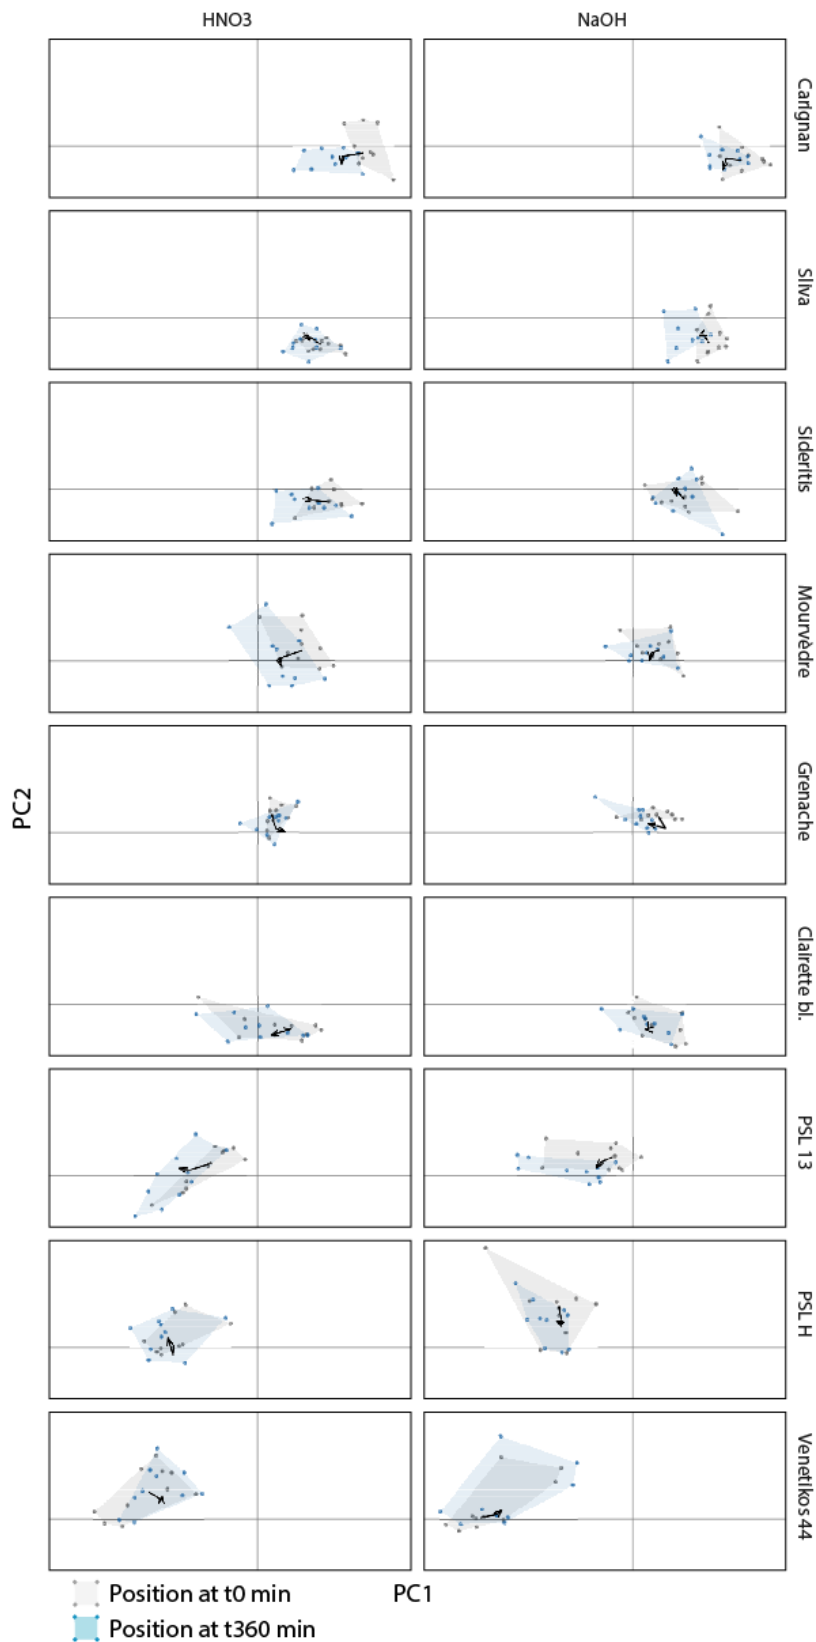 HNO3
NaOH
Carignan
Sliva
Sideritis
Mourvèdre
Grenache
Clairette bl.
PSL 13
PSL H
Venetikos 44
PC2
PC1
Position at t0 min
Position at t360 min